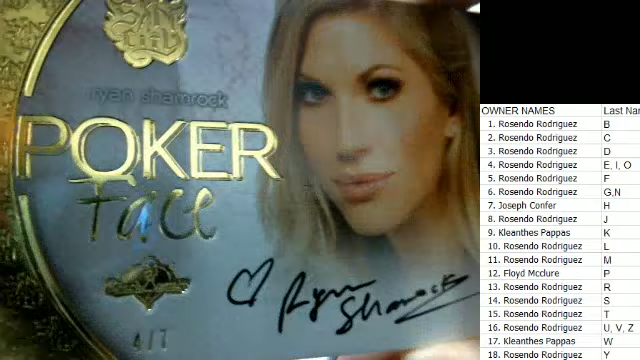 ryan shamrock
POKER
Face
4/7
♡ Ryan
Shamrock
OWNER NAMES Last Na
1. Rosendo Rodriguez B
2. Rosendo Rodriguez C
3. Rosendo Rodriguez D
4. Rosendo Rodriguez E, I, O
5. Rosendo Rodriguez F
6. Rosendo Rodriguez G,N
7. Joseph Confer H
8. Rosendo Rodriguez J
9. Kleanthes Pappas K
10. Rosendo Rodriguez L
11. Rosendo Rodriguez M
12. Floyd Mcclure P
13. Rosendo Rodriguez R
14. Rosendo Rodriguez S
15. Rosendo Rodriguez T
16. Rosendo Rodriguez U, V, Z
17. Kleanthes Pappas W
18. Rosendo Rodriguez Y